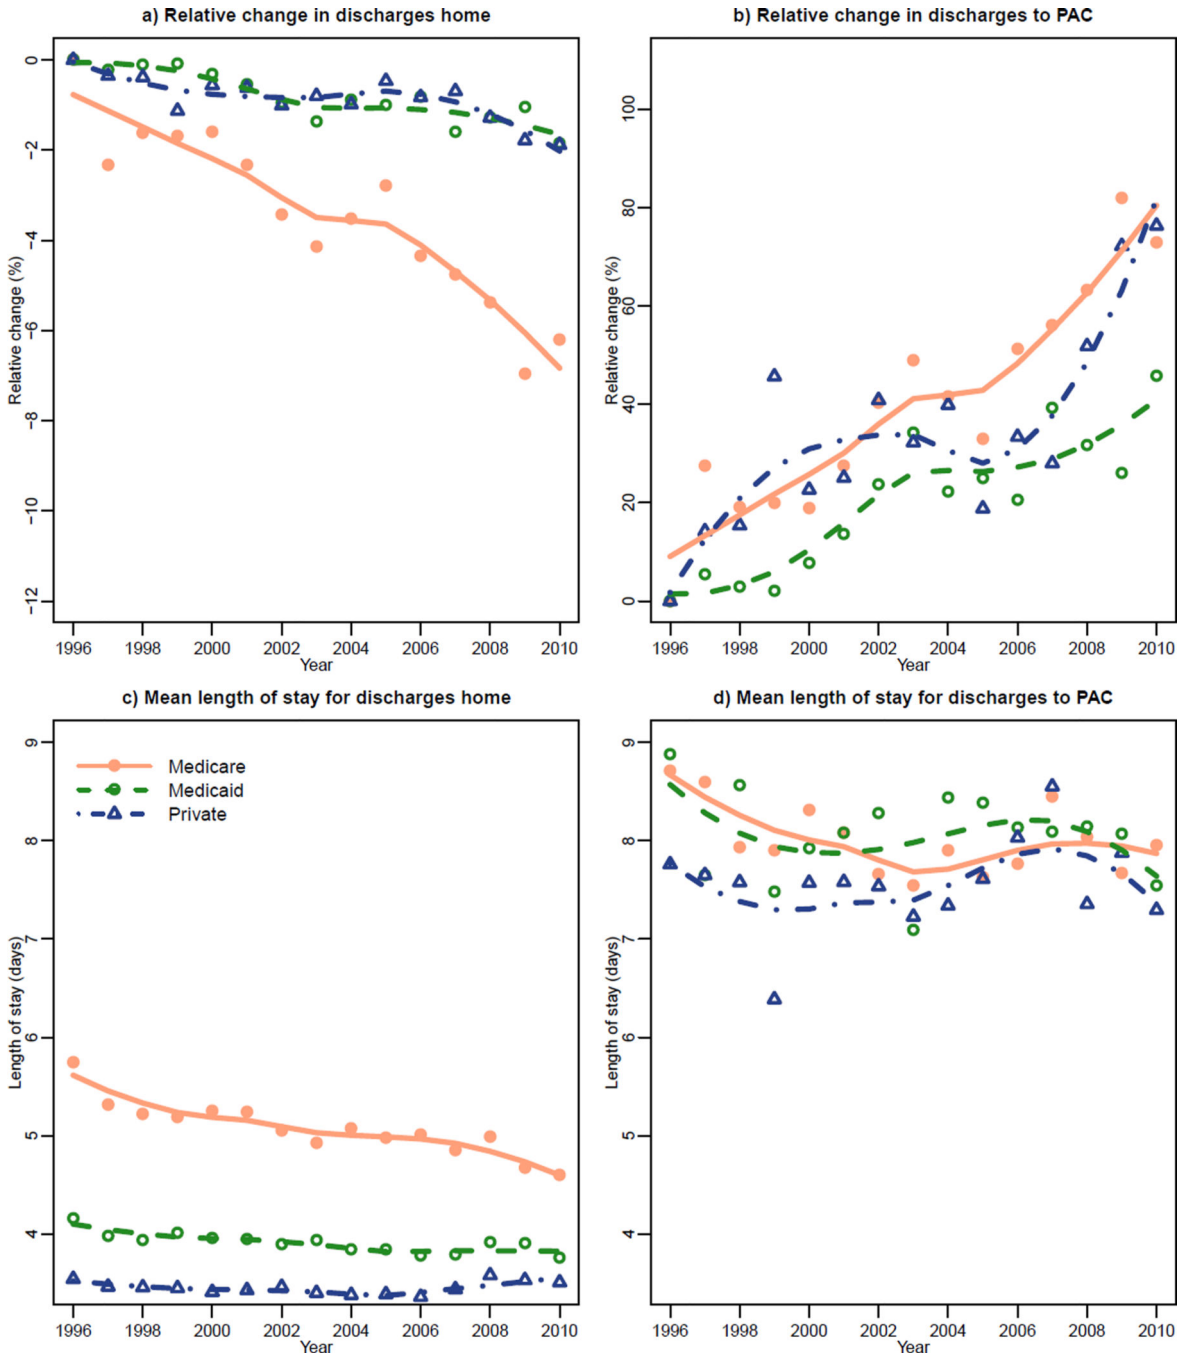 a) Relative change in discharges home
Relative change (%)
0
-2
-4
-6
-8
-10
-12
1996 1998 2000 2002 2004 2006 2008 2010
Year
b) Relative change in discharges to PAC
Relative change (%)
100
80
60
40
20
0
1996 1998 2000 2002 2004 2006 2008 2010
Year
c) Mean length of stay for discharges home
Length of stay (days)
9
8
7
6
5
4
Medicare
Medicaid
Private
1996 1998 2000 2002 2004 2006 2008 2010
Year
d) Mean length of stay for discharges to PAC
Length of stay (days)
9
8
7
6
5
4
1996 1998 2000 2002 2004 2006 2008 2010
Year